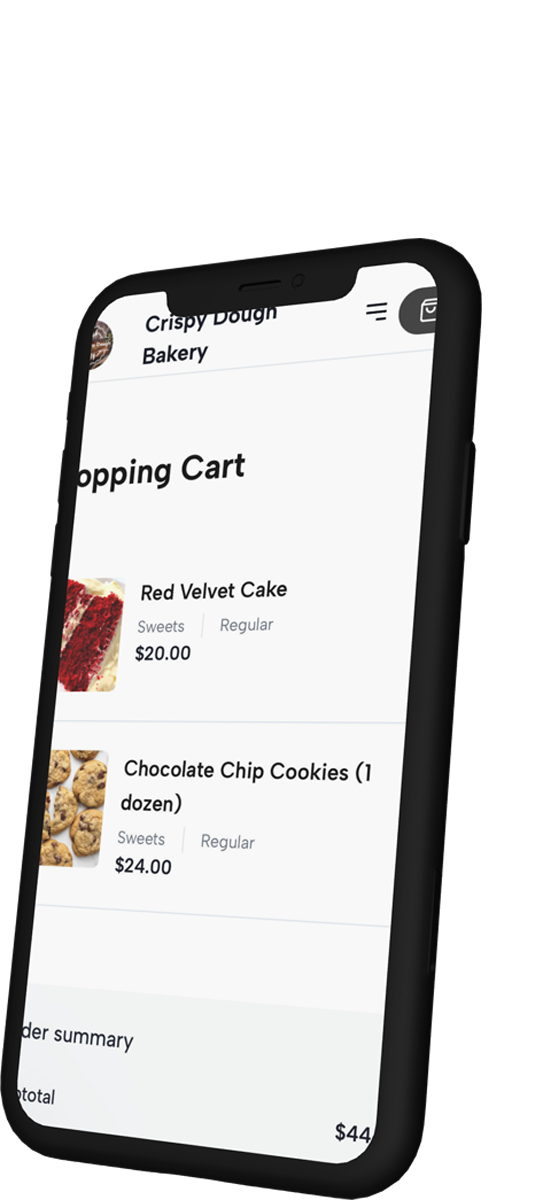 Crispy Dough
Bakery
opping Cart
Red Velvet Cake
Sweets | Regular
$20.00
Chocolate Chip Cookies (1
dozen)
Sweets | Regular
$24.00
der summary
total
$44